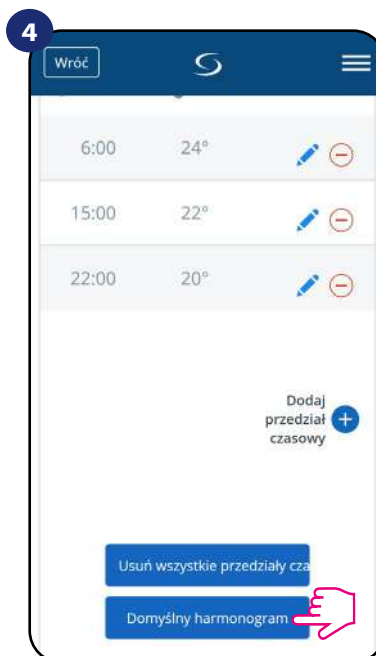 4
Wróć
6:00 24°
15:00 22°
22:00 20°
Dodaj
przedział
czasowy
Usuń wszystkie przedziały cza
Domyślny harmonogram